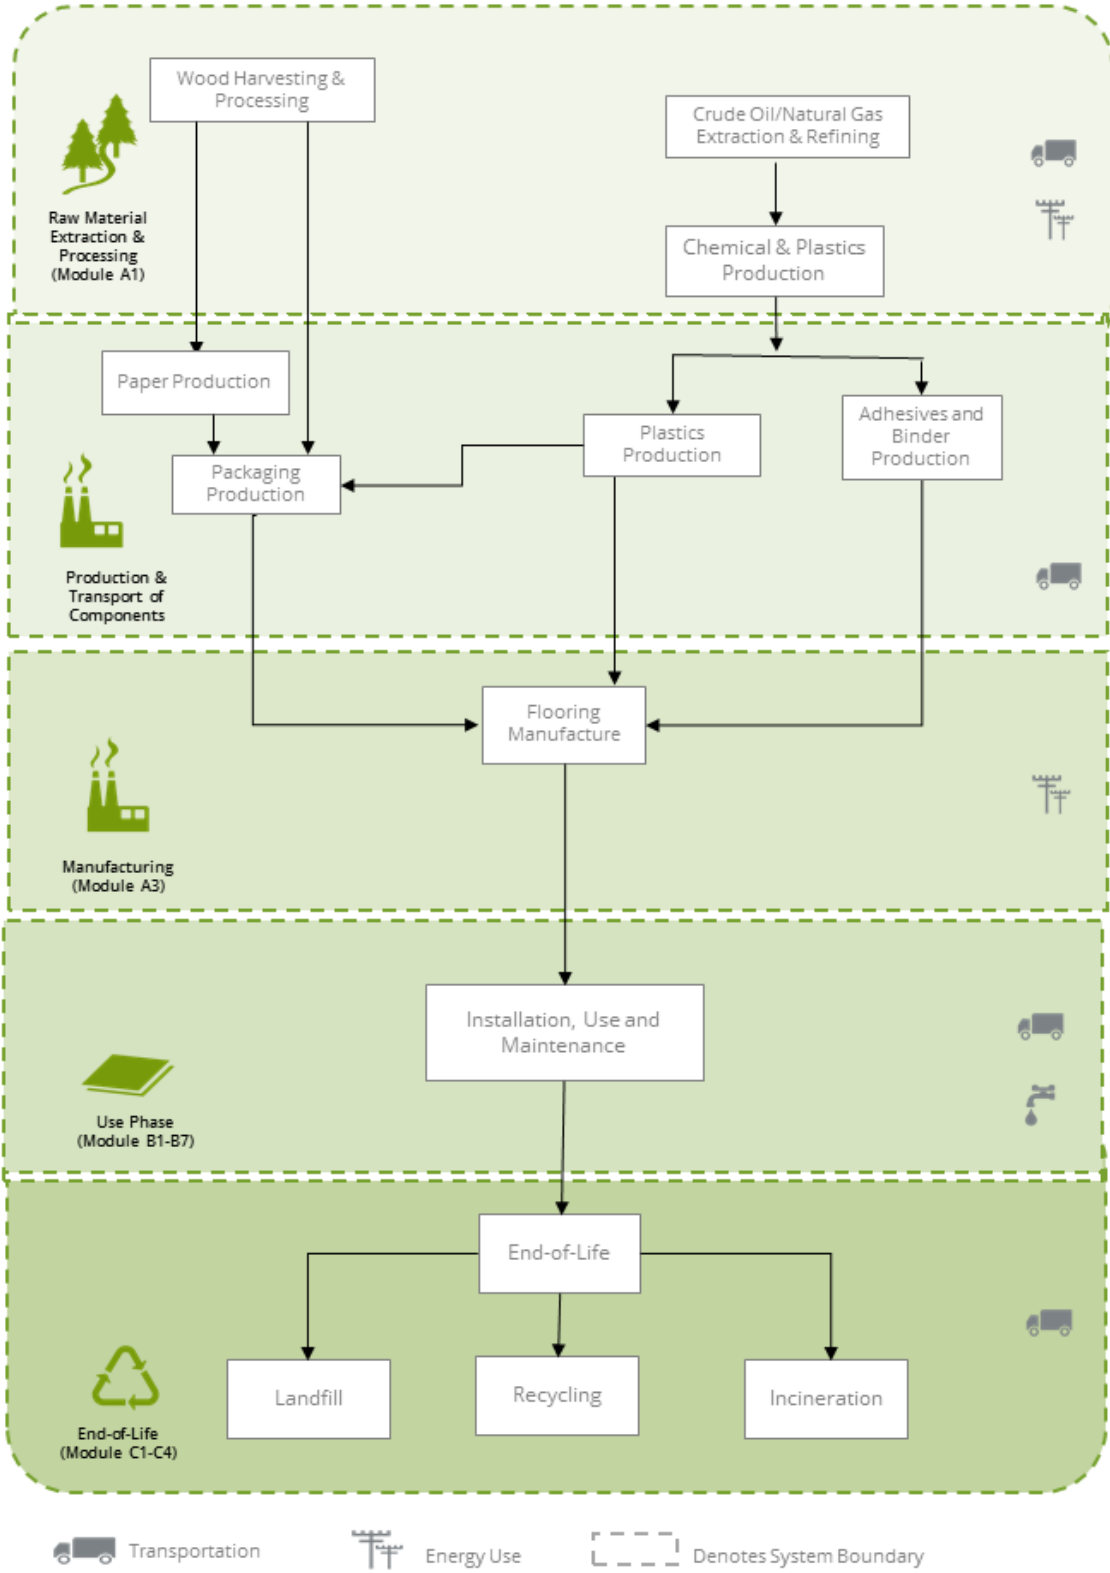 Wood Harvesting &
Processing
Crude Oil/Natural Gas
Extraction & Refining
Raw Material
Extraction &
Processing
(Module A1)
Chemical & Plastics
Production
Paper Production
Plastics
Production
Adhesives and
Binder
Production
Packaging
Production
Production &
Transport of
Components
Flooring
Manufacture
Manufacturing
(Module A3)
Installation, Use and
Maintenance
Use Phase
(Module B1-B7)
End-of-Life
Landfill
Recycling
Incineration
End-of-Life
(Module C1-C4)
Transportation
Energy Use
Denotes System Boundary